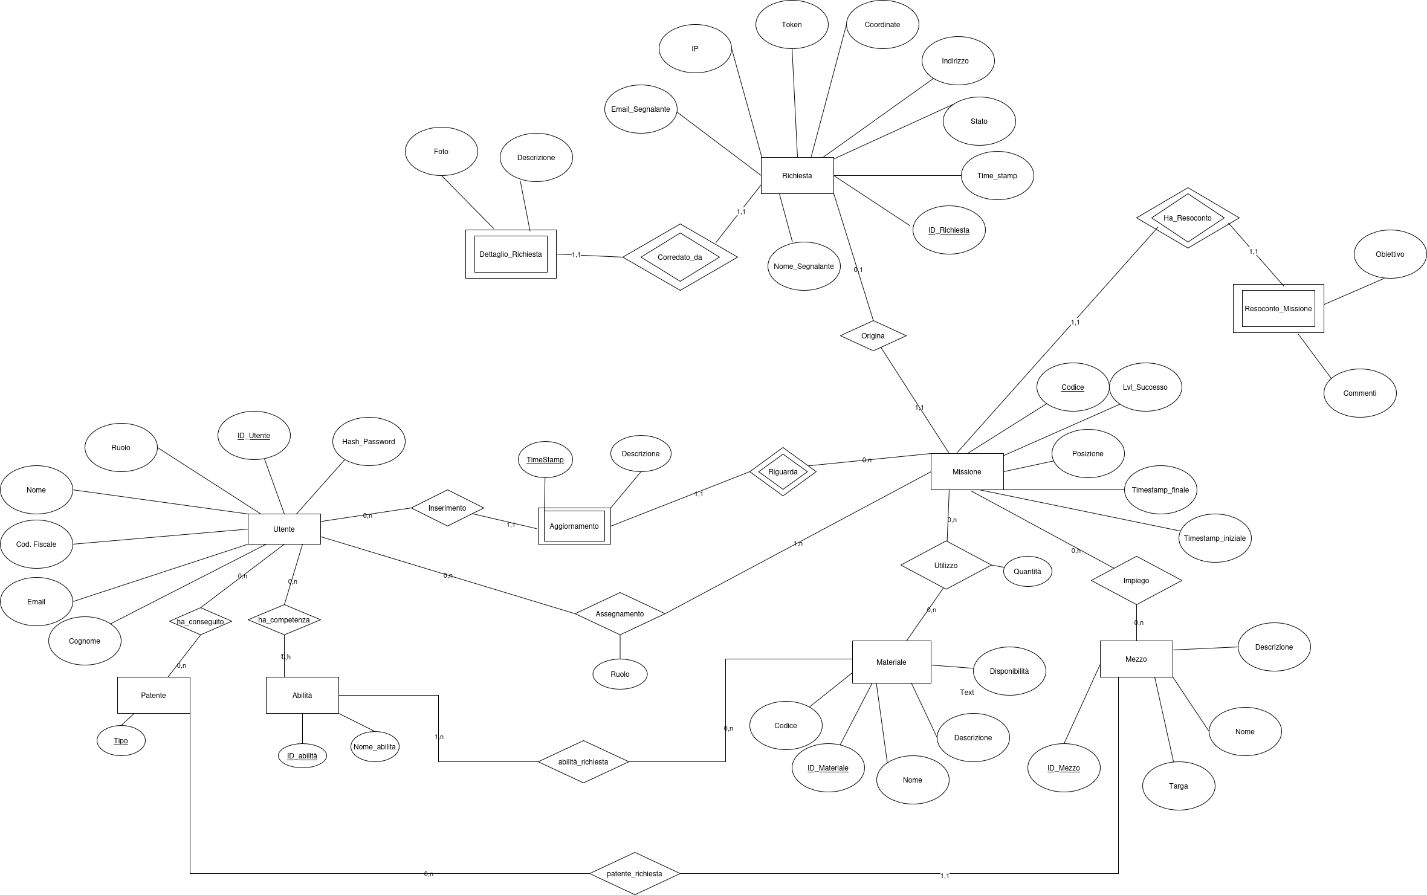 Token
Coordinate
IP
Indirizzo
Email_Segnalante
Stato
Foto
Descrizione
Richiesta
Time_stamp
1,1
Ha_Resoconto
ID_Richiesta
Dettaglio_Richiesta
1,1
Corredato_da
Nome_Segnalante
0,1
1,1
Obiettivo
Resoconto_Missione
1,1
Origina
Codice
Lvl_Successo
Commenti
1,1
Ruolo
ID_Utente
Hash_Password
TimeStamp
Descrizione
0,n
Missione
Posizione
Riguarda
Nome
Timestamp_finale
1,1
Inserimento
0,n
Utente
1,1
Aggiornamento
0,n
Timestamp_iniziale
Cod. Fiscale
1,n
0,n
Utilizzo
Quantità
Impiego
0,n
0,n
0,n
Email
0,n
Assegnamento
ha_conseguito
ha_competenza
0,n
Cognome
Materiale
Mezzo
Descrizione
0,n
Ruolo
Disponibilità
Text
Patente
Abilità
Codice
0,n
1,n
Tipo
ID_abilità
Nome_abilita
abilità_richiesta
ID_Materiale
Nome
Descrizione
ID_Mezzo
Targa
Nome
0,n
patente_richiesta
1,1